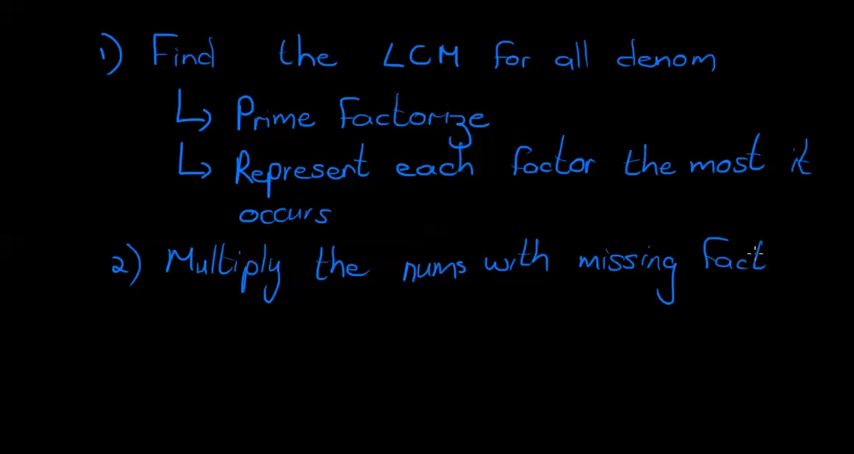 1) Find the LCM for all denom
↳ Prime Factorize
↳ Represent each factor the most it
occurs
2) Multiply the nums with missing Fact